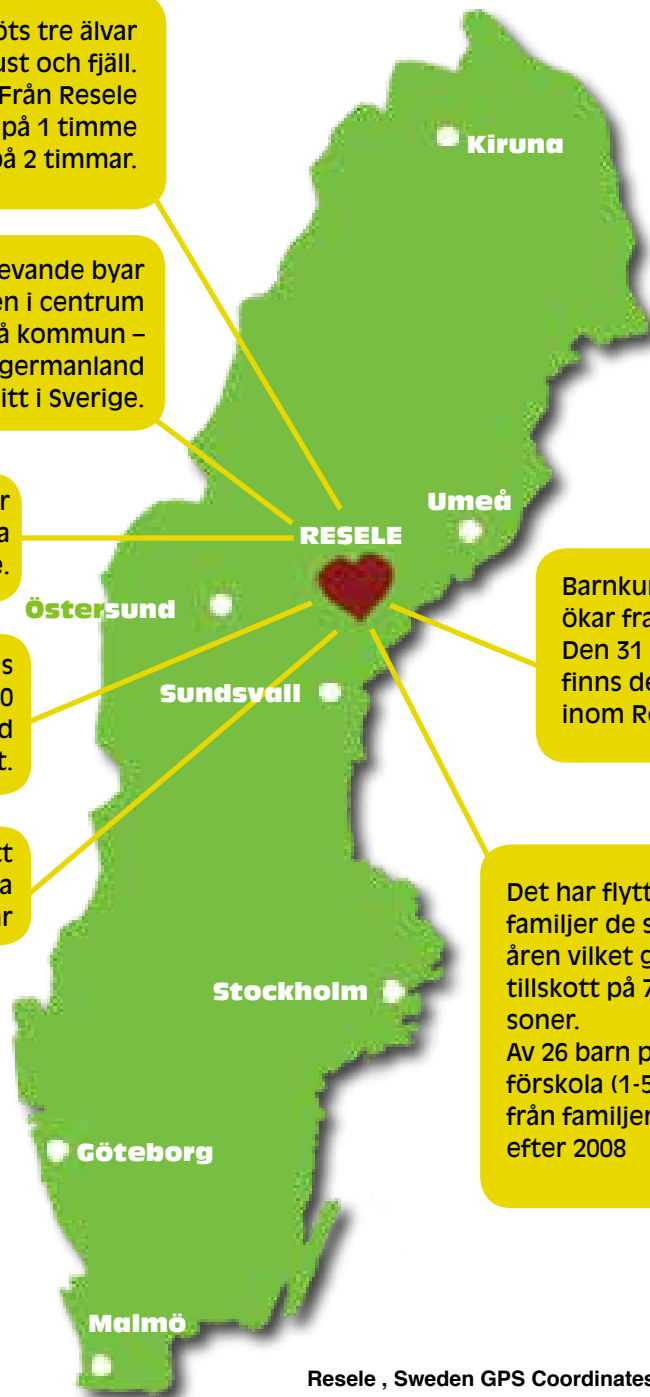 öts tre älvar
ust och fjäll.
Från Resele
på 1 timme
på 2 timmar.
Kiruna
evande byar
en i centrum
å kommun –
germanland
itt i Sverige.
r
a
e.
Umeå
RESELE
Östersund
Sundsvall
s
0
d
t.
tt
a
ar
Barnkul
ökar fra
Den 31
finns de
inom Re
Det har flytt
familjer de s
åren vilket g
tillskott på 7
soner.
Av 26 barn p
förskola (1-5
från familjer
efter 2008
Stockholm
Göteborg
Malmö
Resele , Sweden GPS Coordinates